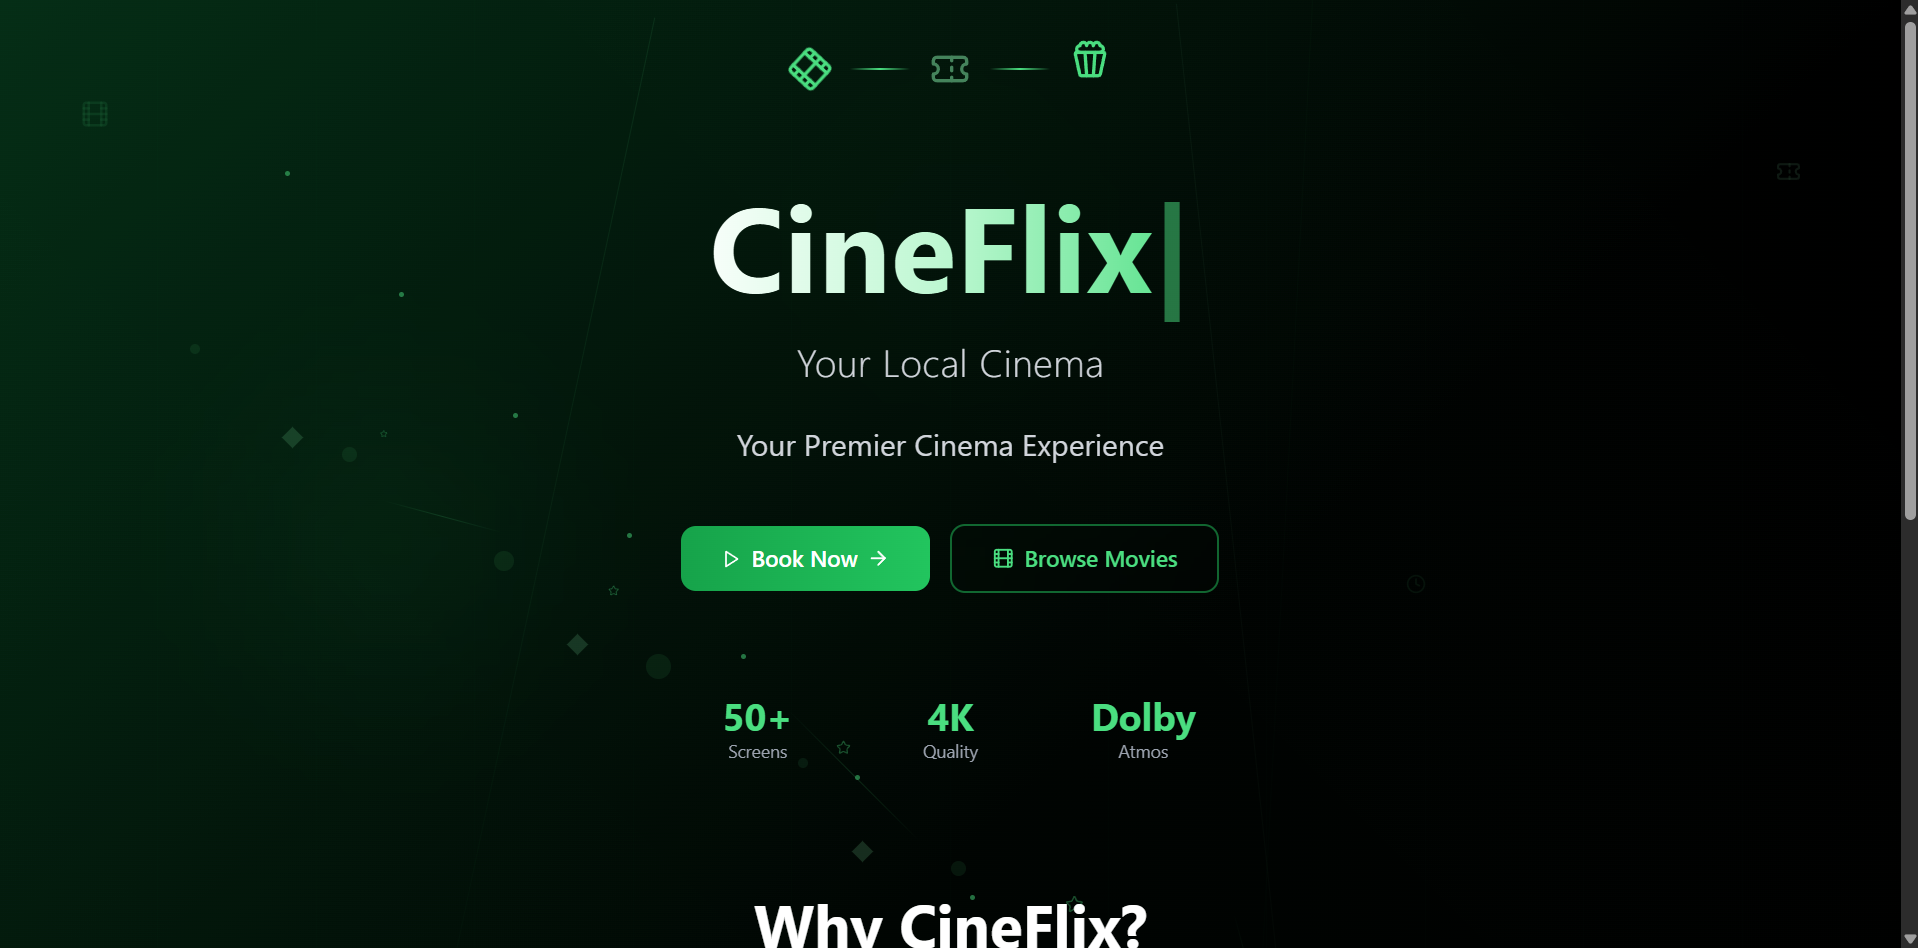 CineFlix
Your Local Cinema
Your Premier Cinema Experience
Book Now
Browse Movies
50+
Screens
4K
Quality
Dolby
Atmos
Why CineFlix?